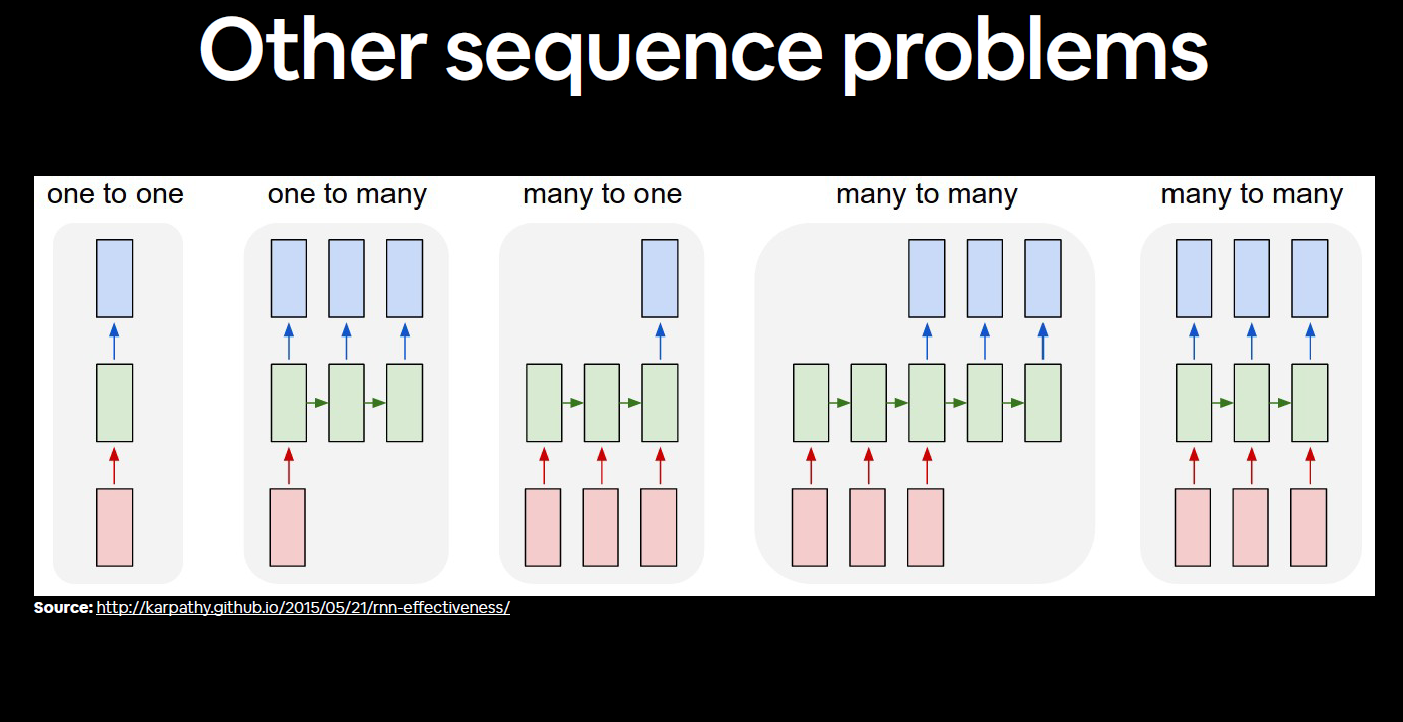 Other sequence problems
one to one
one to many
many to one
many to many
many to many
Source: http://karpathy.github.io/2015/05/21/rnn-effectiveness/